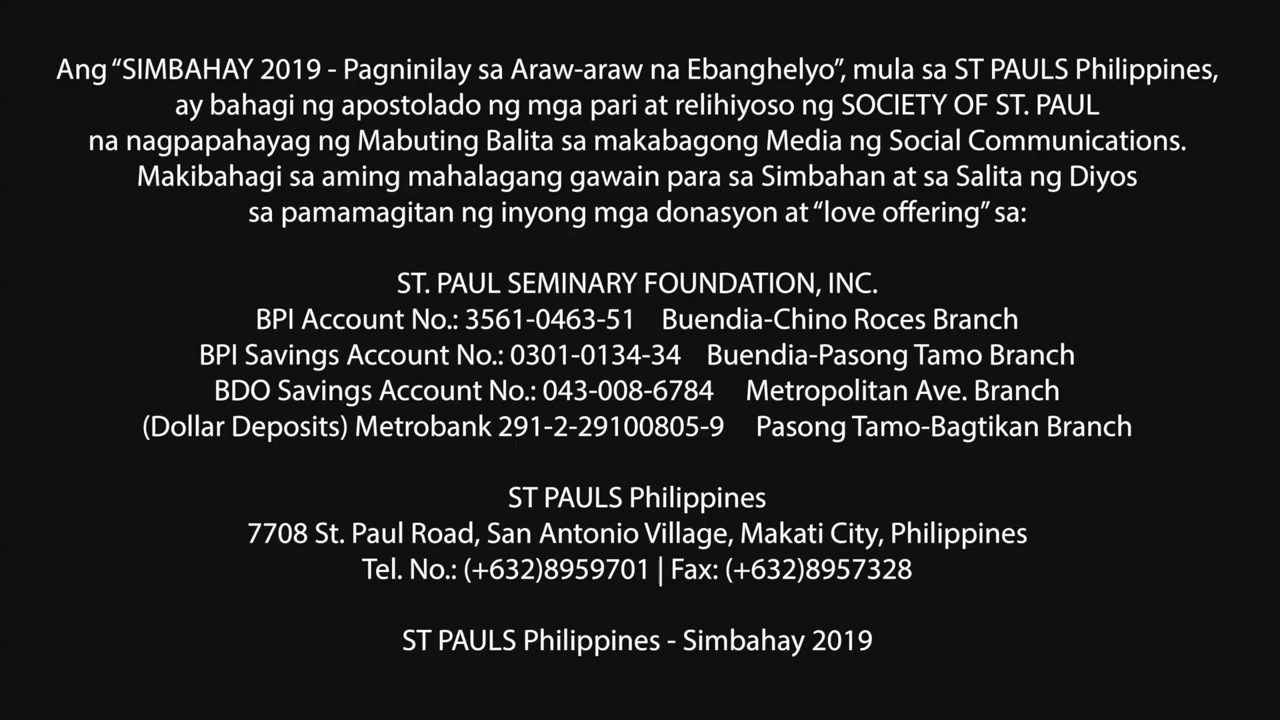 Ang “SIMBAHAY 2019 - Pagninilay sa Araw-araw na Ebanghelyo”, mula sa ST PAULS Philippines,
ay bahagi ng apostolado ng mga pari at relihiyoso ng SOCIETY OF ST. PAUL
na nagpapahayag ng Mabuting Balita sa makabagong Media ng Social Communications.
Makibahagi sa aming mahalagang gawain para sa Simbahan at sa Salita ng Diyos
sa pamamagitan ng inyong mga donasyon at “love offering” sa:
ST. PAUL SEMINARY FOUNDATION, INC.
BPI Account No.: 3561-0463-51 Buendia-Chino Roces Branch
BPI Savings Account No.: 0301-0134-34 Buendia-Pasong Tamo Branch
BDO Savings Account No.: 043-008-6784 Metropolitan Ave. Branch
(Dollar Deposits) Metrobank 291-2-29100805-9 Pasong Tamo-Bagtikan Branch
ST PAULS Philippines
7708 St. Paul Road, San Antonio Village, Makati City, Philippines
Tel. No.: (+632)8959701 | Fax: (+632)8957328
ST PAULS Philippines - Simbahay 2019